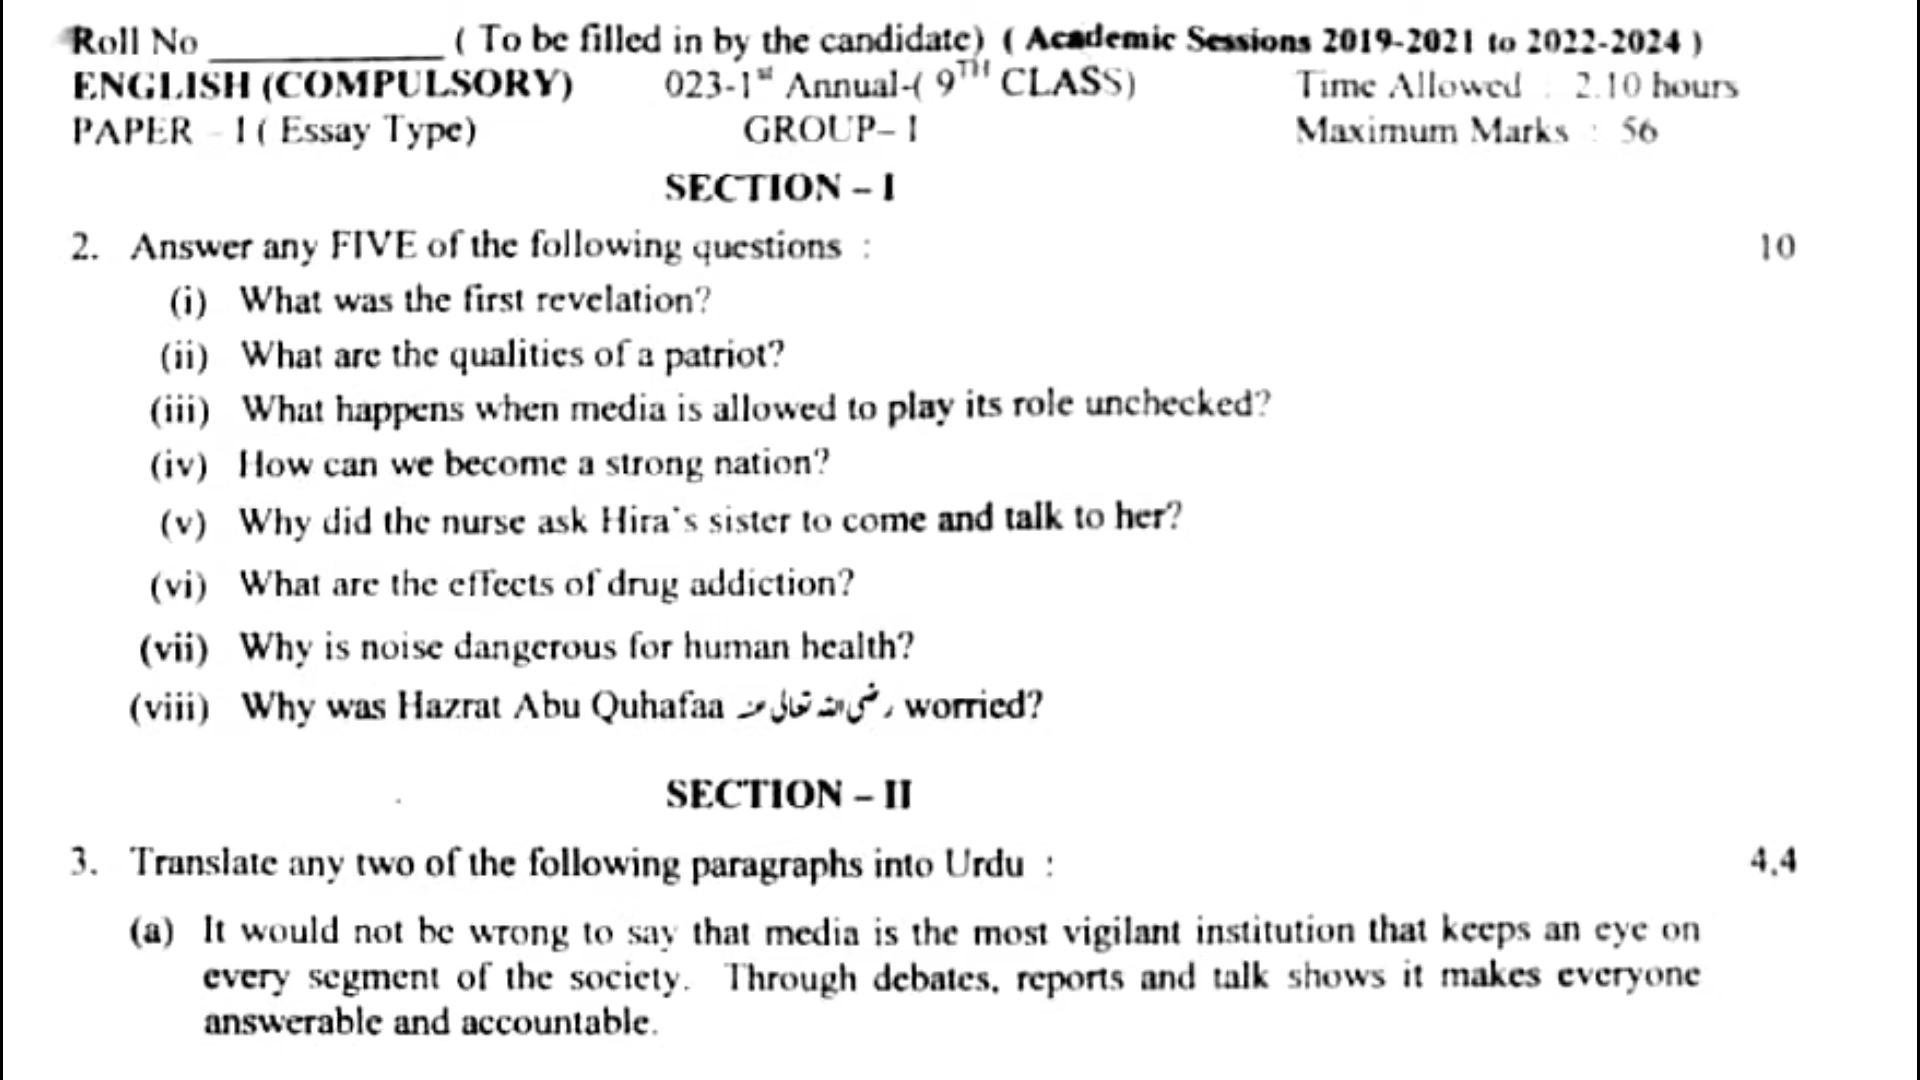 Roll No ____________ ( To be filled in by the candidate) ( Academic Sessions 2019-2021 to 2022-2024 )
ENGLISH (COMPULSORY) 023-1st Annual-( 9TH CLASS) Time Allowed : 2.10 hours
PAPER - I ( Essay Type) GROUP– I Maximum Marks : 56
SECTION – I
2. Answer any FIVE of the following questions : 10
(i) What was the first revelation?
(ii) What are the qualities of a patriot?
(iii) What happens when media is allowed to play its role unchecked?
(iv) How can we become a strong nation?
(v) Why did the nurse ask Hira's sister to come and talk to her?
(vi) What are the effects of drug addiction?
(vii) Why is noise dangerous for human health?
(viii) Why was Hazrat Abu Quhafaa رضی اللہ تعالیٰ عنہ worried?
SECTION – II
3. Translate any two of the following paragraphs into Urdu : 4,4
(a) It would not be wrong to say that media is the most vigilant institution that keeps an eye on
every segment of the society. Through debates, reports and talk shows it makes everyone
answerable and accountable.